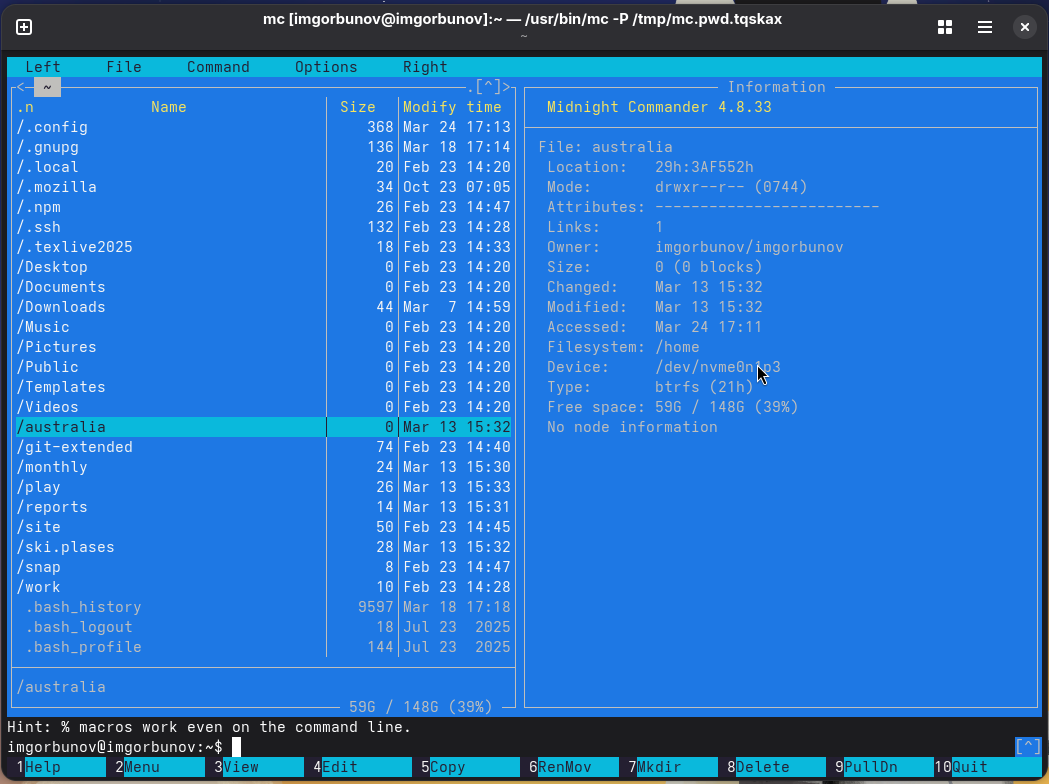 mc [imgorbunov@imgorbunov]:~ — /usr/bin/mc -P /tmp/mc.pwd.tqskax
~
Left File Command Options Right
<— ~ .[^]>
Information
.n Name Size Modify time
Midnight Commander 4.8.33
/.config 368 Mar 24 17:13
/.gnupg 136 Mar 18 17:14
File: australia
/.local 20 Feb 23 14:20
Location: 29h:3AF552h
/.mozilla 34 Oct 23 07:05
Mode: drwxr--r-- (0744)
/.npm 26 Feb 23 14:47
Attributes: -------------------------
/.ssh 132 Feb 23 14:28
Links: 1
/.texlive2025 18 Feb 23 14:33
Owner: imgorbunov/imgorbunov
/Desktop 0 Feb 23 14:20
Size: 0 (0 blocks)
/Documents 0 Feb 23 14:20
Changed: Mar 13 15:32
/Downloads 44 Mar 7 14:59
Modified: Mar 13 15:32
/Music 0 Feb 23 14:20
Accessed: Mar 24 17:11
/Pictures 0 Feb 23 14:20
Filesystem: /home
/Public 0 Feb 23 14:20
Device: /dev/nvme0n1p3
/Templates 0 Feb 23 14:20
Type: btrfs (21h)
/Videos 0 Feb 23 14:20
Free space: 59G / 148G (39%)
/australia 0 Mar 13 15:32
No node information
/git-extended 74 Feb 23 14:40
/monthly 24 Mar 13 15:30
/play 26 Mar 13 15:33
/reports 14 Mar 13 15:31
/site 50 Feb 23 14:45
/ski.plases 28 Mar 13 15:32
/snap 8 Feb 23 14:47
/work 10 Feb 23 14:28
.bash_history 9597 Mar 18 17:18
.bash_logout 18 Jul 23 2025
.bash_profile 144 Jul 23 2025
/australia
59G / 148G (39%)
Hint: % macros work even on the command line.
imgorbunov@imgorbunov:~$
[^]
1Help 2Menu 3View 4Edit 5Copy 6RenMov 7Mkdir 8Delete 9PullDn 10Quit